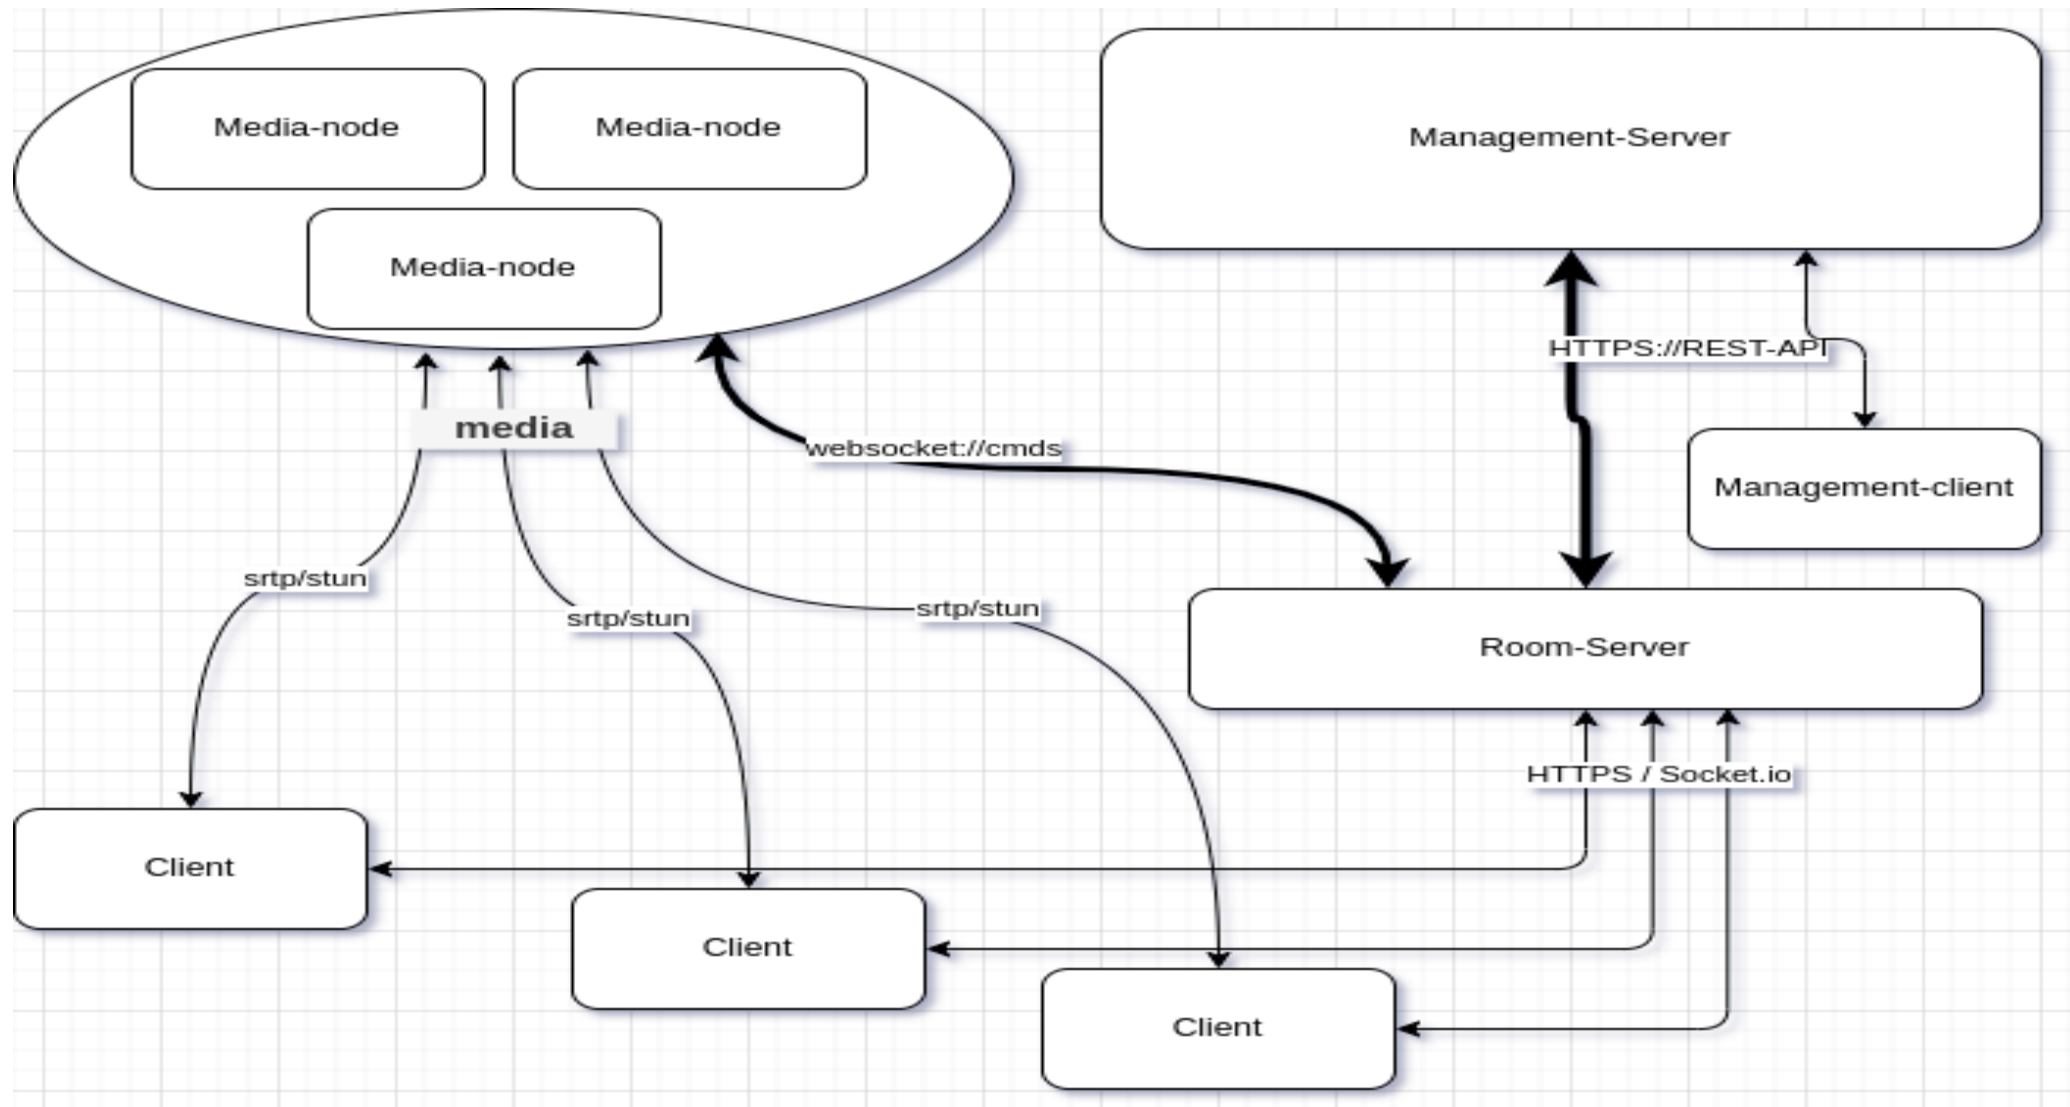 Media-node
Media-node
Management-Server
Media-node
HTTPS://REST-API
media
websocket://cmds
Management-client
srtp/stun
srtp/stun
srtp/stun
Room-Server
HTTPS / Socket.io
Client
Client
Client